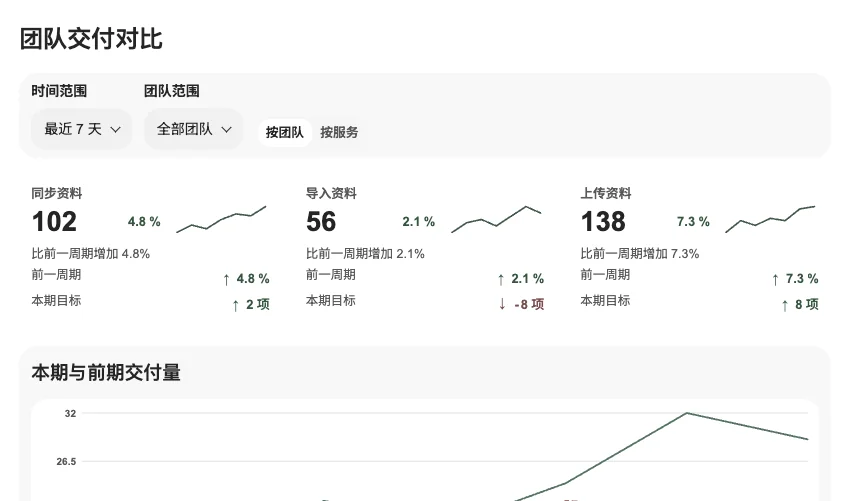 团队交付对比
时间范围
团队范围
最近 7 天
全部团队
按团队
按服务
同步资料
102
4.8 %
比前一周期增加 4.8%
前一周期
↑ 4.8 %
本期目标
↑ 2 项
导入资料
56
2.1 %
比前一周期增加 2.1%
前一周期
↑ 2.1 %
本期目标
↓ -8 项
上传资料
138
7.3 %
比前一周期增加 7.3%
前一周期
↑ 7.3 %
本期目标
↑ 8 项
本期与前期交付量
32
26.5